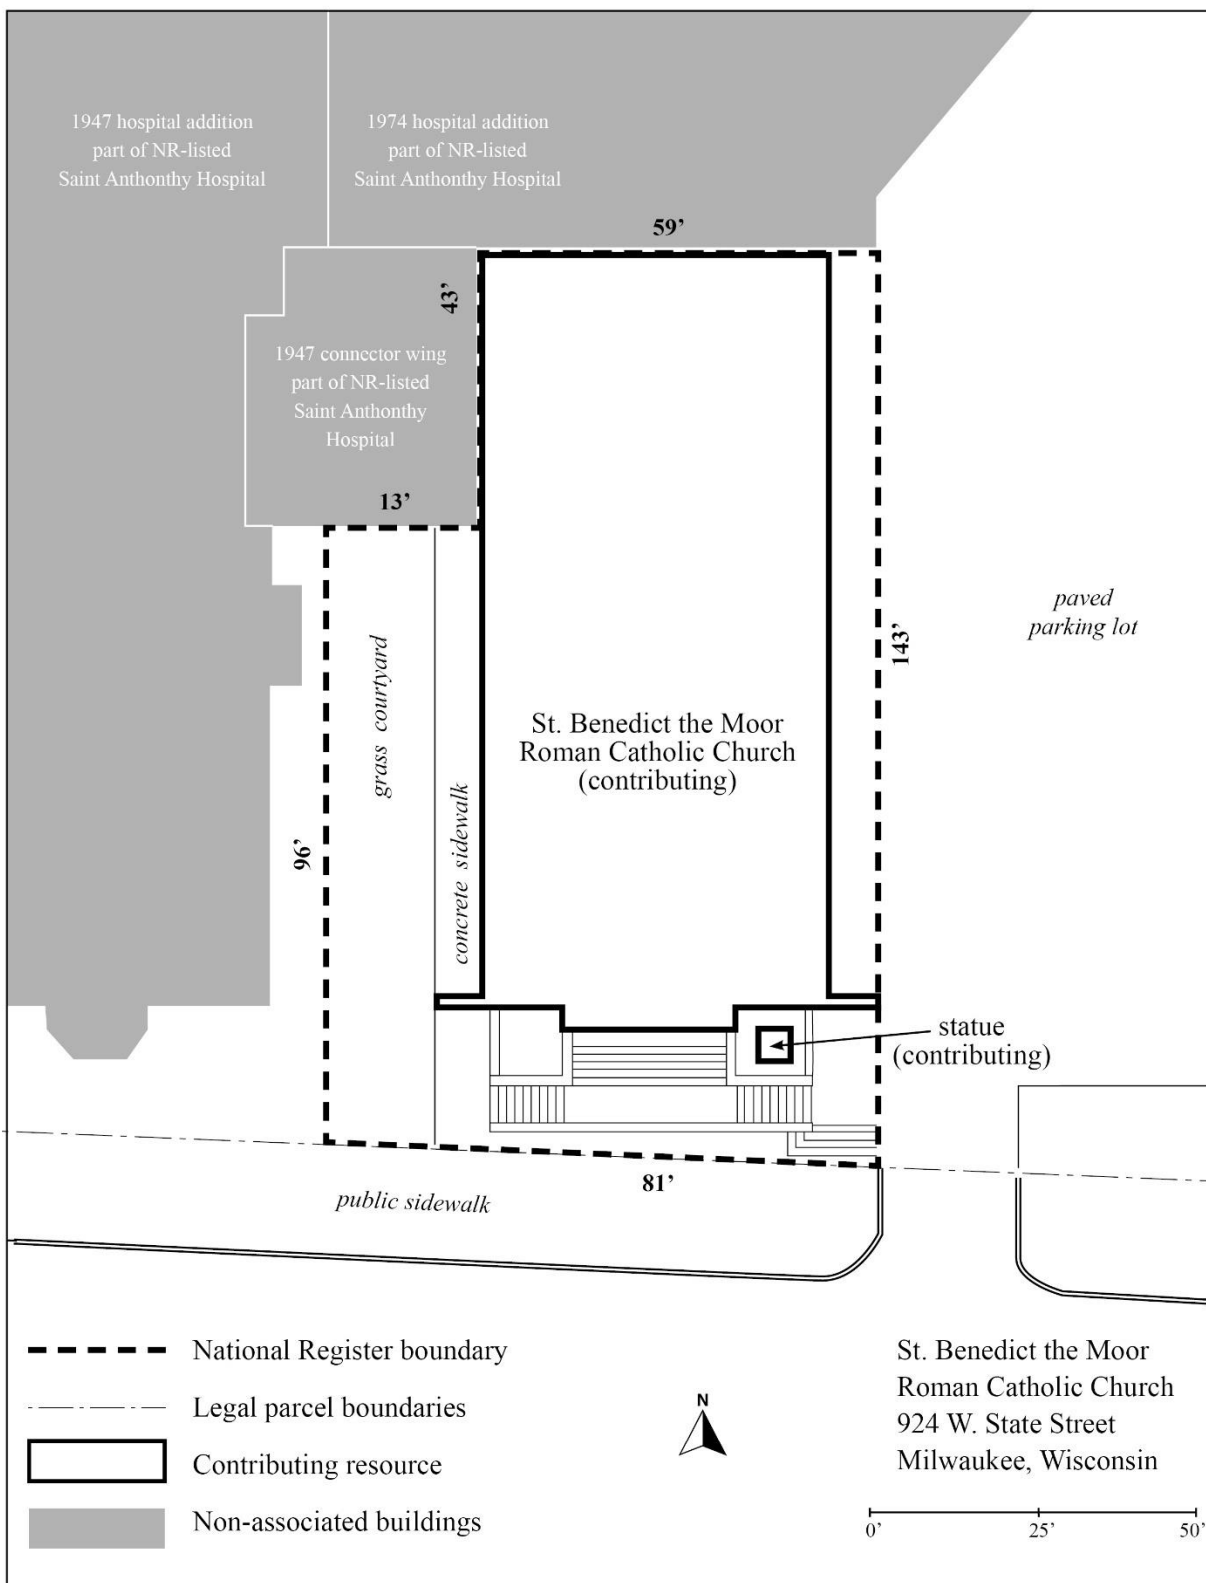 1947 hospital addition
part of NR-listed
Saint Anthonthy Hospital
1974 hospital addition
part of NR-listed
Saint Anthonthy Hospital
59’
43’
1947 connector wing
part of NR-listed
Saint Anthonthy
Hospital
13’
paved
parking lot
143’
grass courtyard
St. Benedict the Moor
Roman Catholic Church
(contributing)
concrete sidewalk
96’
statue
(contributing)
81’
public sidewalk
National Register boundary
Legal parcel boundaries
Contributing resource
Non-associated buildings
N
St. Benedict the Moor
Roman Catholic Church
924 W. State Street
Milwaukee, Wisconsin
0' 25' 50'